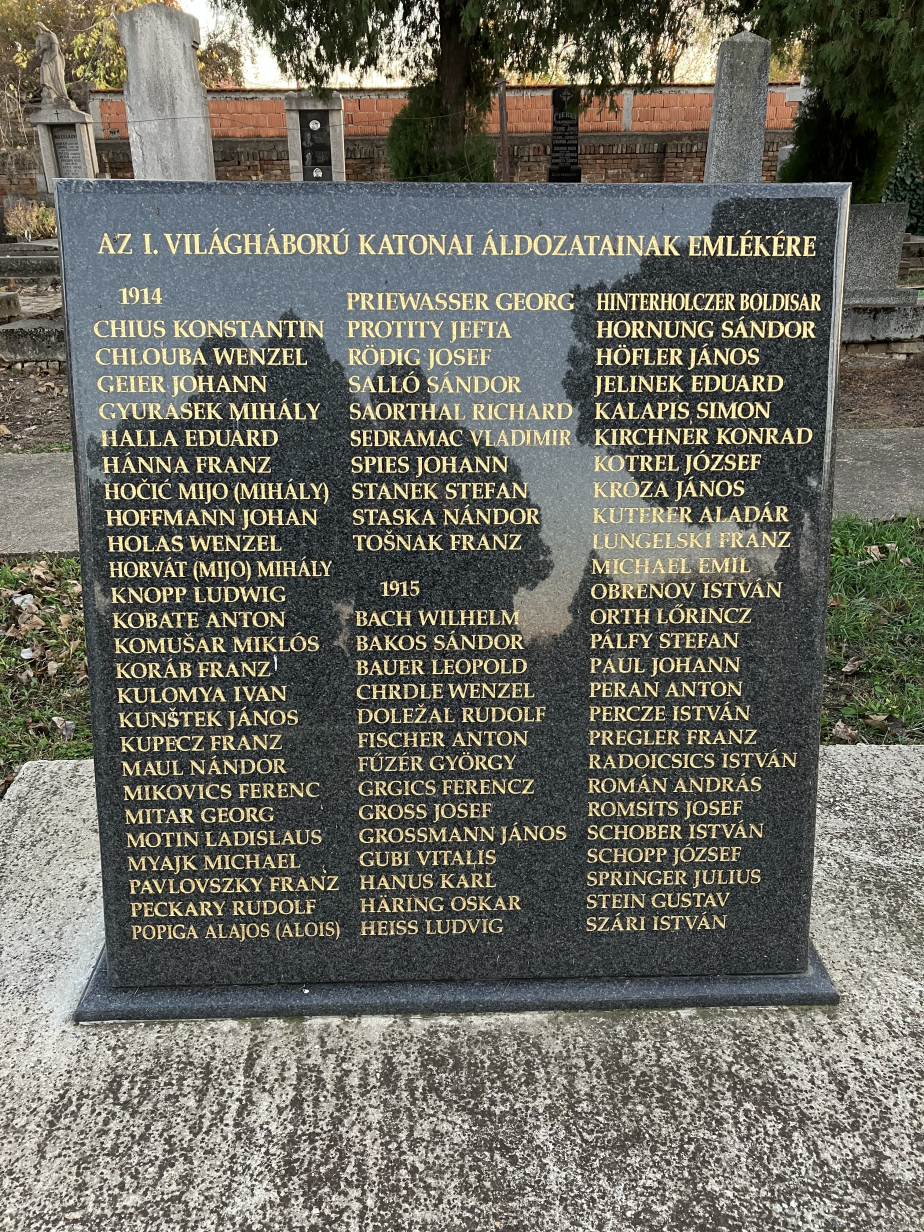 AZ I. VILÁGHÁBORÚ KATONAI ÁLDOZATAINAK EMLÉKÉRE
1914
CHIUS KONSTANTIN
CHLOUBA WENZEL
GEIER JOHANN
GYURASEK MIHÁLY
HALLA EDUARD
HÁNNA FRANZ
HOČIĆ MIJO (MIHÁLY)
HOFFMANN JOHAN
HOLAS WENZEL
HORVÁT (MIJO) MIHÁLY
KNOPP LUDWIG
KOBATE ANTON
KOMUŠAR MIKLÓS
KORÁB FRANZ
KULOMYA IVAN
KUNŠTEK JÁNOS
KUPECZ FRANZ
MAUL NÁNDOR
MIKOVICS FERENC
MITAR GEORG
MOTIN LADISLAUS
MYAJK MICHAEL
PAVLOVSZKY FRANZ
PECKARY RUDOLF
POPIGA ALAJOS (ALOIS)
PRIEWASSER GEORG
PROTITY JEFTA
RÖDIG JOSEF
SALLÓ SÁNDOR
SAORTHAL RICHARD
SEDRAMAC VLADIMIR
SPIES JOHANN
STANEK STEFAN
STASKA NÁNDOR
TOŠNAK FRANZ
1915
BACH WILHELM
BAKOS SÁNDOR
BAUER LEOPOLD
CHRDLE WENZEL
DOLEŽAL RUDOLF
FISCHER ANTON
FÚZÉR GYÖRGY
GRGICS FERENCZ
GROSS JOSEF
GROSSMANN JÁNOS
GUBI VITALIS
HANUS KARL
HÄRING OSKAR
HEISS LUDVIG
HINTERHOLCZER BOLDISAR
HORNUNG SÁNDOR
HÖFLER JÁNOS
JELINEK EDUARD
KALAPIS SIMON
KIRCHNER KONRAD
KOTREL JÓZSEF
KRÓZA JÁNOS
KUTERER ALADÁR
LUNGELSKI FRANZ
MICHAEL EMIL
OBRENOV ISTVÁN
ORTH LŐRINCZ
PÁLFY STEFAN
PAUL JOHANN
PERAN ANTON
PERCZE ISTVÁN
PREGLER FRANZ
RADOICSICS ISTVÁN
ROMÁN ANDRÁS
ROMSITS JOSEF
SCHOBER ISTVÁN
SCHOPP JÓZSEF
SPRINGER JULIUS
STEIN GUSTAV
SZÁRI ISTVÁN